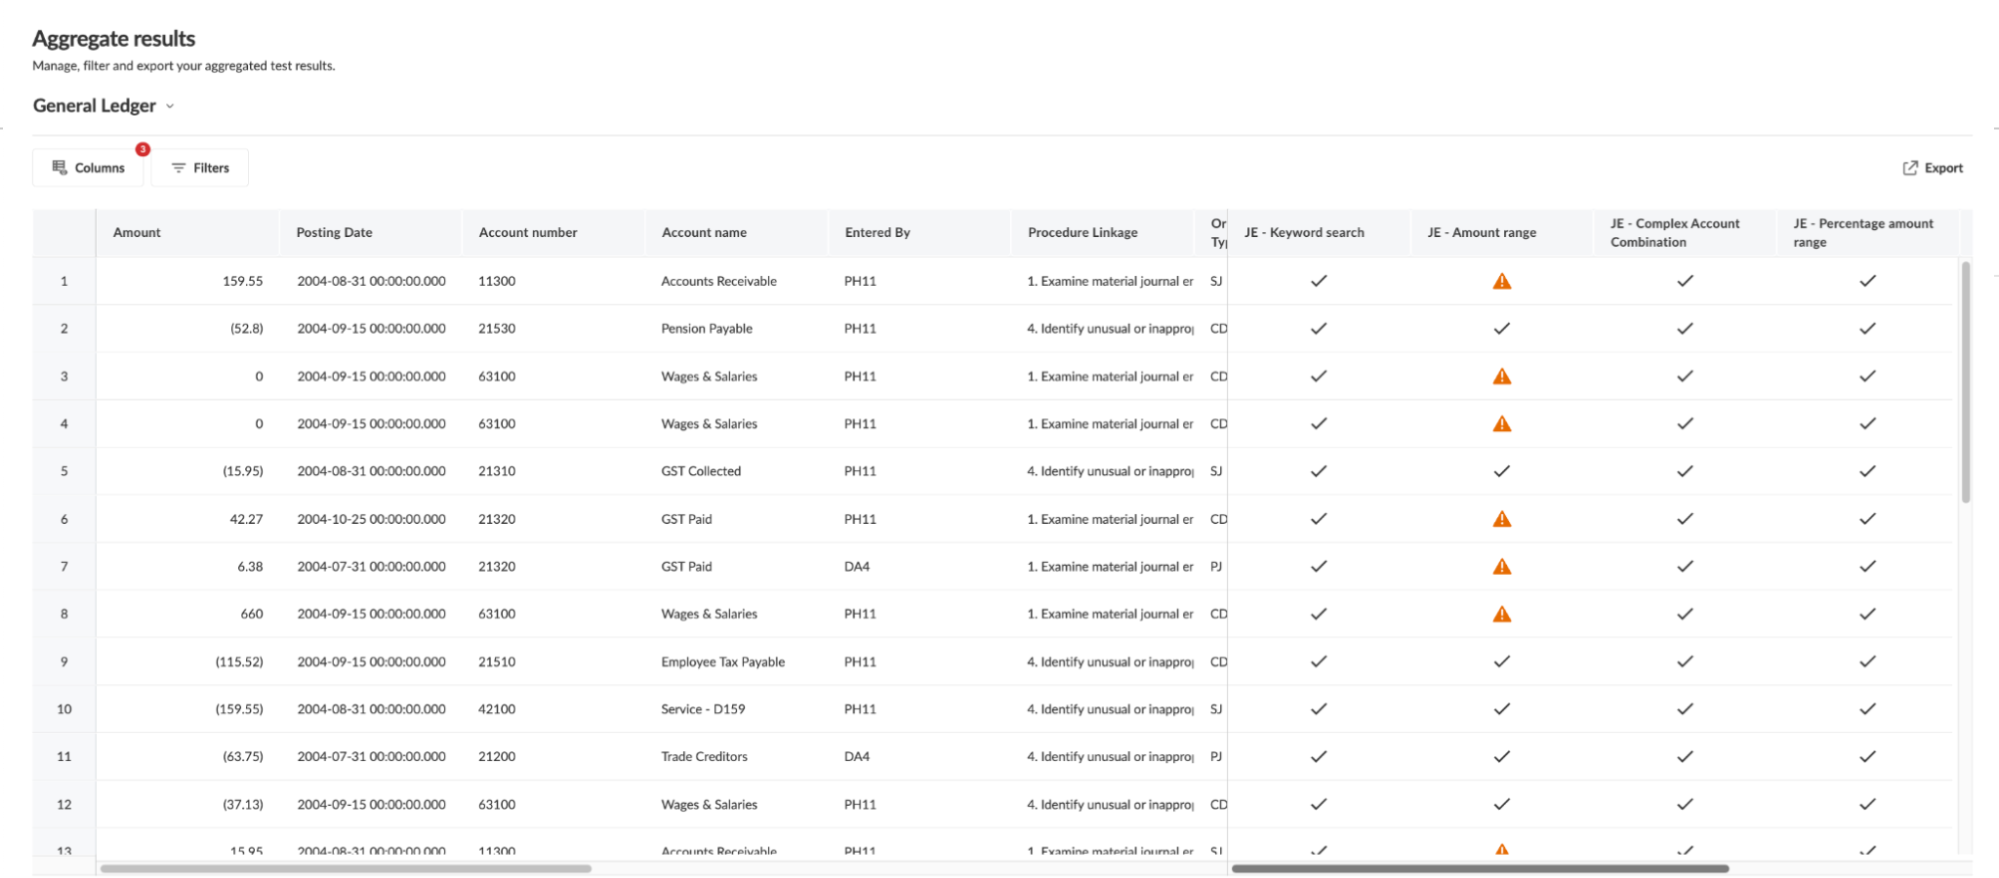 Aggregate results
Manage, filter and export your aggregated test results.
General Ledger
Columns 3 Filters Export
Amount Posting Date Account number Account name Entered By Procedure Linkage Or Ty JE - Keyword search JE - Amount range JE - Complex Account Combination JE - Percentage amount range
1 159.55 2004-08-31 00:00:00.000 11300 Accounts Receivable PH11 1. Examine material journal er SJ
2 (52.8) 2004-09-15 00:00:00.000 21530 Pension Payable PH11 4. Identify unusual or inapprop CD
3 0 2004-09-15 00:00:00.000 63100 Wages & Salaries PH11 1. Examine material journal er CD
4 0 2004-09-15 00:00:00.000 63100 Wages & Salaries PH11 1. Examine material journal er CD
5 (15.95) 2004-08-31 00:00:00.000 21310 GST Collected PH11 4. Identify unusual or inapprop SJ
6 42.27 2004-10-25 00:00:00.000 21320 GST Paid PH11 1. Examine material journal er CD
7 6.38 2004-07-31 00:00:00.000 21320 GST Paid DA4 1. Examine material journal er PJ
8 660 2004-09-15 00:00:00.000 63100 Wages & Salaries PH11 1. Examine material journal er CD
9 (115.52) 2004-09-15 00:00:00.000 21510 Employee Tax Payable PH11 4. Identify unusual or inapprop CD
10 (159.55) 2004-08-31 00:00:00.000 42100 Service - D159 PH11 4. Identify unusual or inapprop SJ
11 (63.75) 2004-07-31 00:00:00.000 21200 Trade Creditors DA4 4. Identify unusual or inapprop PJ
12 (37.13) 2004-09-15 00:00:00.000 63100 Wages & Salaries PH11 4. Identify unusual or inapprop CD
13 15.95 2004-08-31 00:00:00.000 11300 Accounts Receivable PH11 1. Examine material journal er SJ